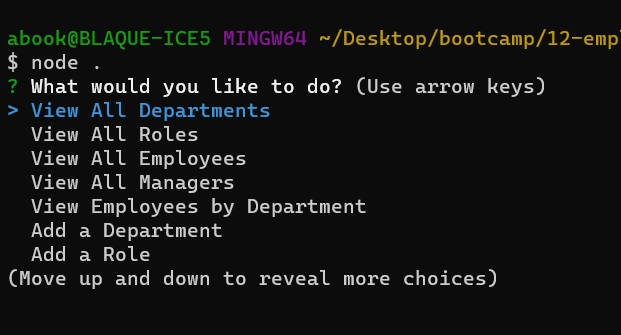 abook@BLAQUE-ICE5 MINGW64 ~/Desktop/bootcamp/12-empl
$ node .
? What would you like to do? (Use arrow keys)
> View All Departments
View All Roles
View All Employees
View All Managers
View Employees by Department
Add a Department
Add a Role
(Move up and down to reveal more choices)